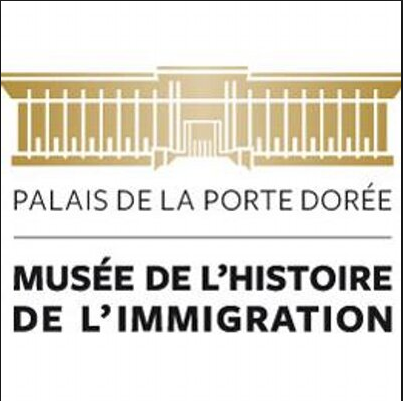 PALAIS DE LA PORTE DORÉE
MUSÉE DE L'HISTOIRE
DE L'IMMIGRATION